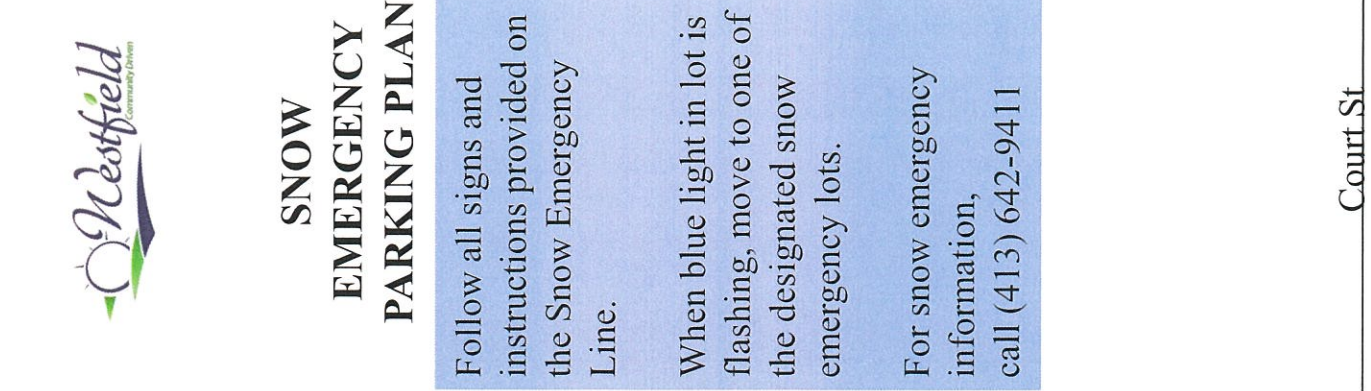 Westfield
Community Driven
SNOW
EMERGENCY
PARKING PLAN
Follow all signs and
instructions provided on
the Snow Emergency
Line.
When blue light in lot is
flashing, move to one of
the designated snow
emergency lots.
For snow emergency
information,
call (413) 642-9411
Court St